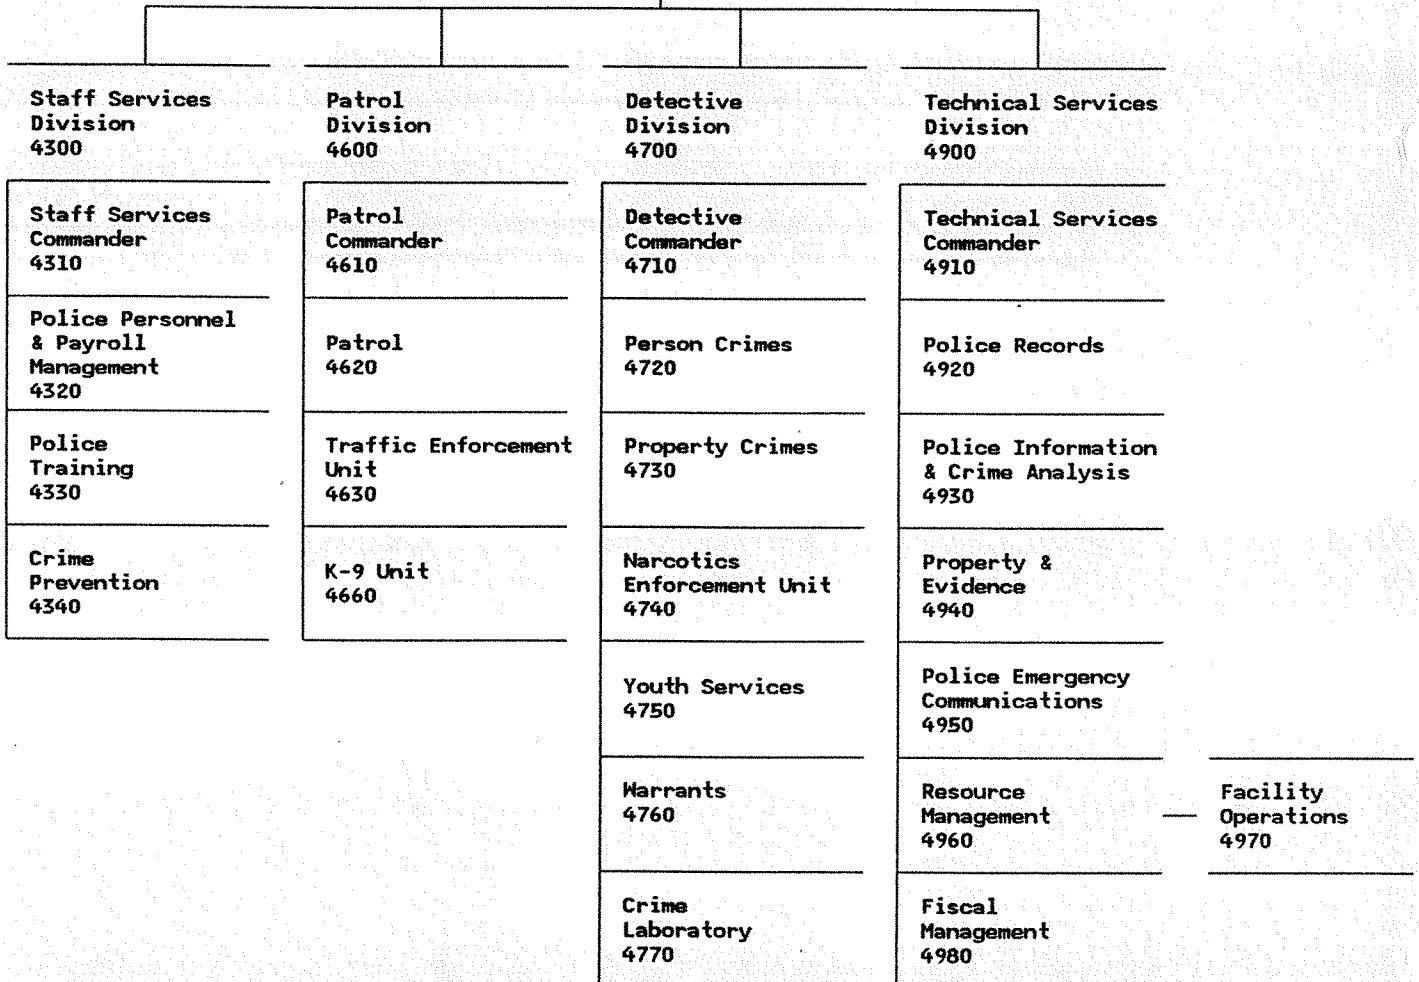 Staff Services
Division
4300
Patrol
Division
4600
Detective
Division
4700
Technical Services
Division
4900
Staff Services
Commander
4310
Police Personnel
& Payroll
Management
4320
Police
Training
4330
Crime
Prevention
4340
Patrol
Commander
4610
Patrol
4620
Traffic Enforcement
Unit
4630
K-9 Unit
4660
Detective
Commander
4710
Person Crimes
4720
Property Crimes
4730
Narcotics
Enforcement Unit
4740
Youth Services
4750
Warrants
4760
Crime
Laboratory
4770
Technical Services
Commander
4910
Police Records
4920
Police Information
& Crime Analysis
4930
Property &
Evidence
4940
Police Emergency
Communications
4950
Resource
Management
4960
Facility
Operations
4970
Fiscal
Management
4980